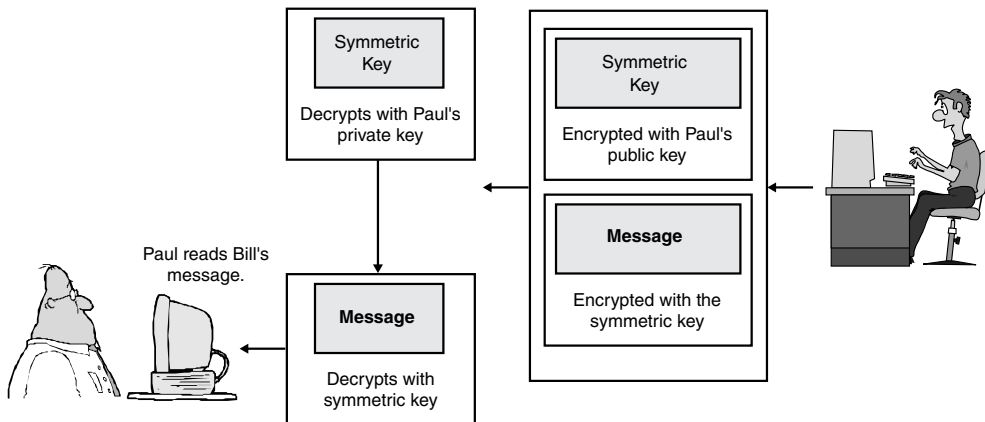 Symmetric
Key
Decrypts with Paul's
private key
Symmetric
Key
Encrypted with Paul's
public key
Message
Encrypted with the
symmetric key
Paul reads Bill's
message.
Message
Decrypts with
symmetric key